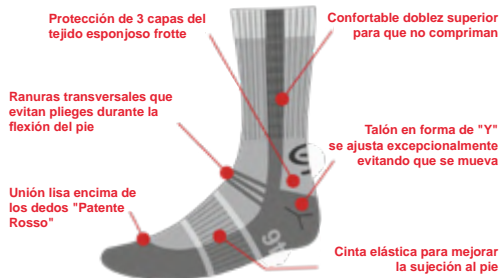 Protección de 3 capas del
tejido esponjoso frotte
Confortable doblez superior
para que no compriman
Ranuras transversales que
evitan plieges durante la
flexión del pie
Talón en forma de "Y"
se ajusta excepcionalmente
evitando que se mueva
Unión lisa encima de
los dedos "Patente
Rosso"
Cinta elástica para mejorar
la sujeción al pie